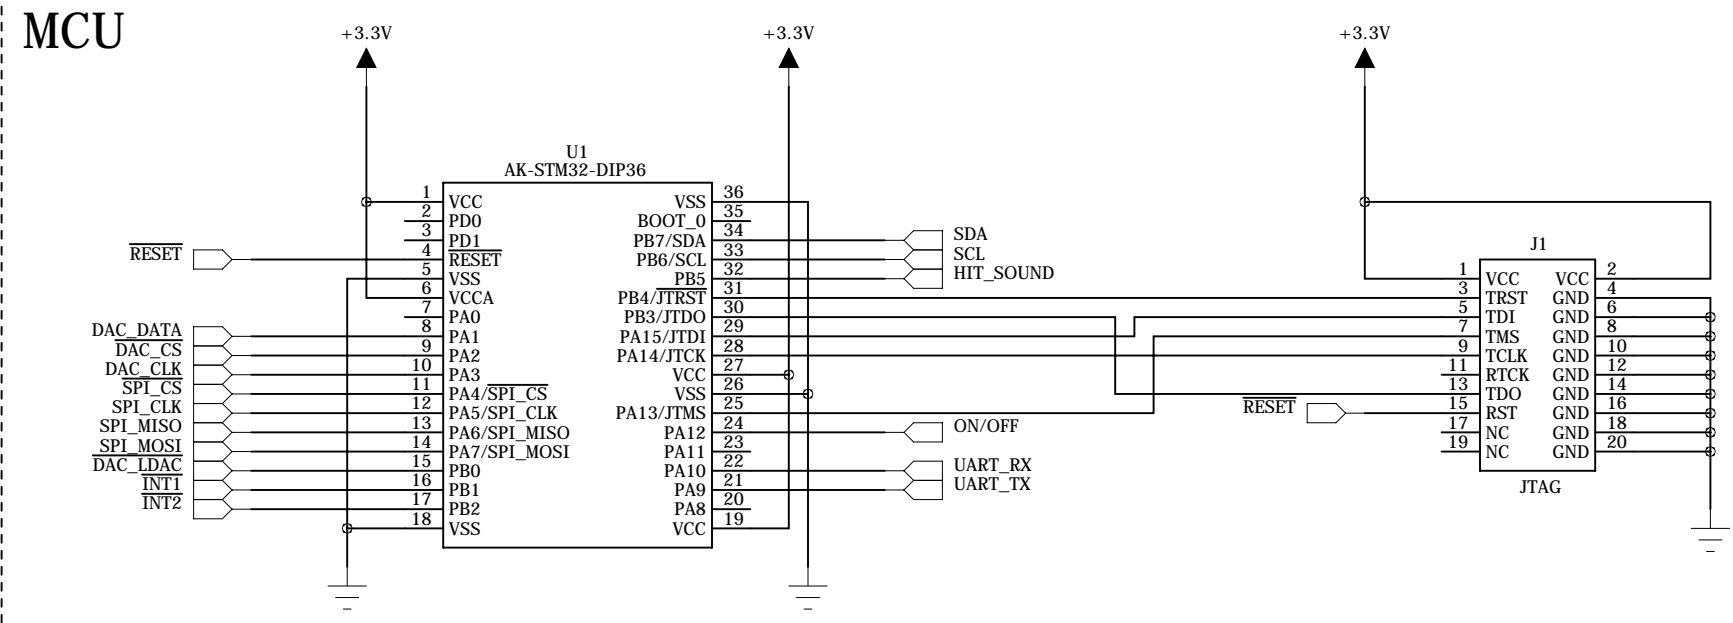 MCU
+3.3V
+3.3V
+3.3V
U1
AK-STM32-DIP36
RESET
DAC_DATA
DAC_CS
DAC_CLK
SPI_CS
SPI_CLK
SPI_MISO
SPI_MOSI
DAC_LDAC
INT1
INT2
1 VCC
2 PD0
3 PD1
4 RESET
5 VSS
6 VCCA
7 PA0
8 PA1
9 PA2
10 PA3
11 PA4/SPI_CS
12 PA5/SPI_CLK
13 PA6/SPI_MISO
14 PA7/SPI_MOSI
15 PB0
16 PB1
17 PB2
18 VSS
VSS 36
BOOT_0 35
PB7/SDA 34
PB6/SCL 33
PB5 32
PB4/JTRST 31
PB3/JTDO 30
PA15/JTDI 29
PA14/JTCK 28
VCC 27
VSS 26
PA13/JTMS 25
PA12 24
PA11 23
PA10 22
PA9 21
PA8 20
VCC 19
SDA
SCL
HIT_SOUND
ON/OFF
UART_RX
UART_TX
RESET
J1
1 VCC VCC 2
3 TRST GND 4
5 TDI GND 6
7 TMS GND 8
9 TCLK GND 10
11 RTCK GND 12
13 TDO GND 14
15 RST GND 16
17 NC GND 18
19 NC GND 20
JTAG